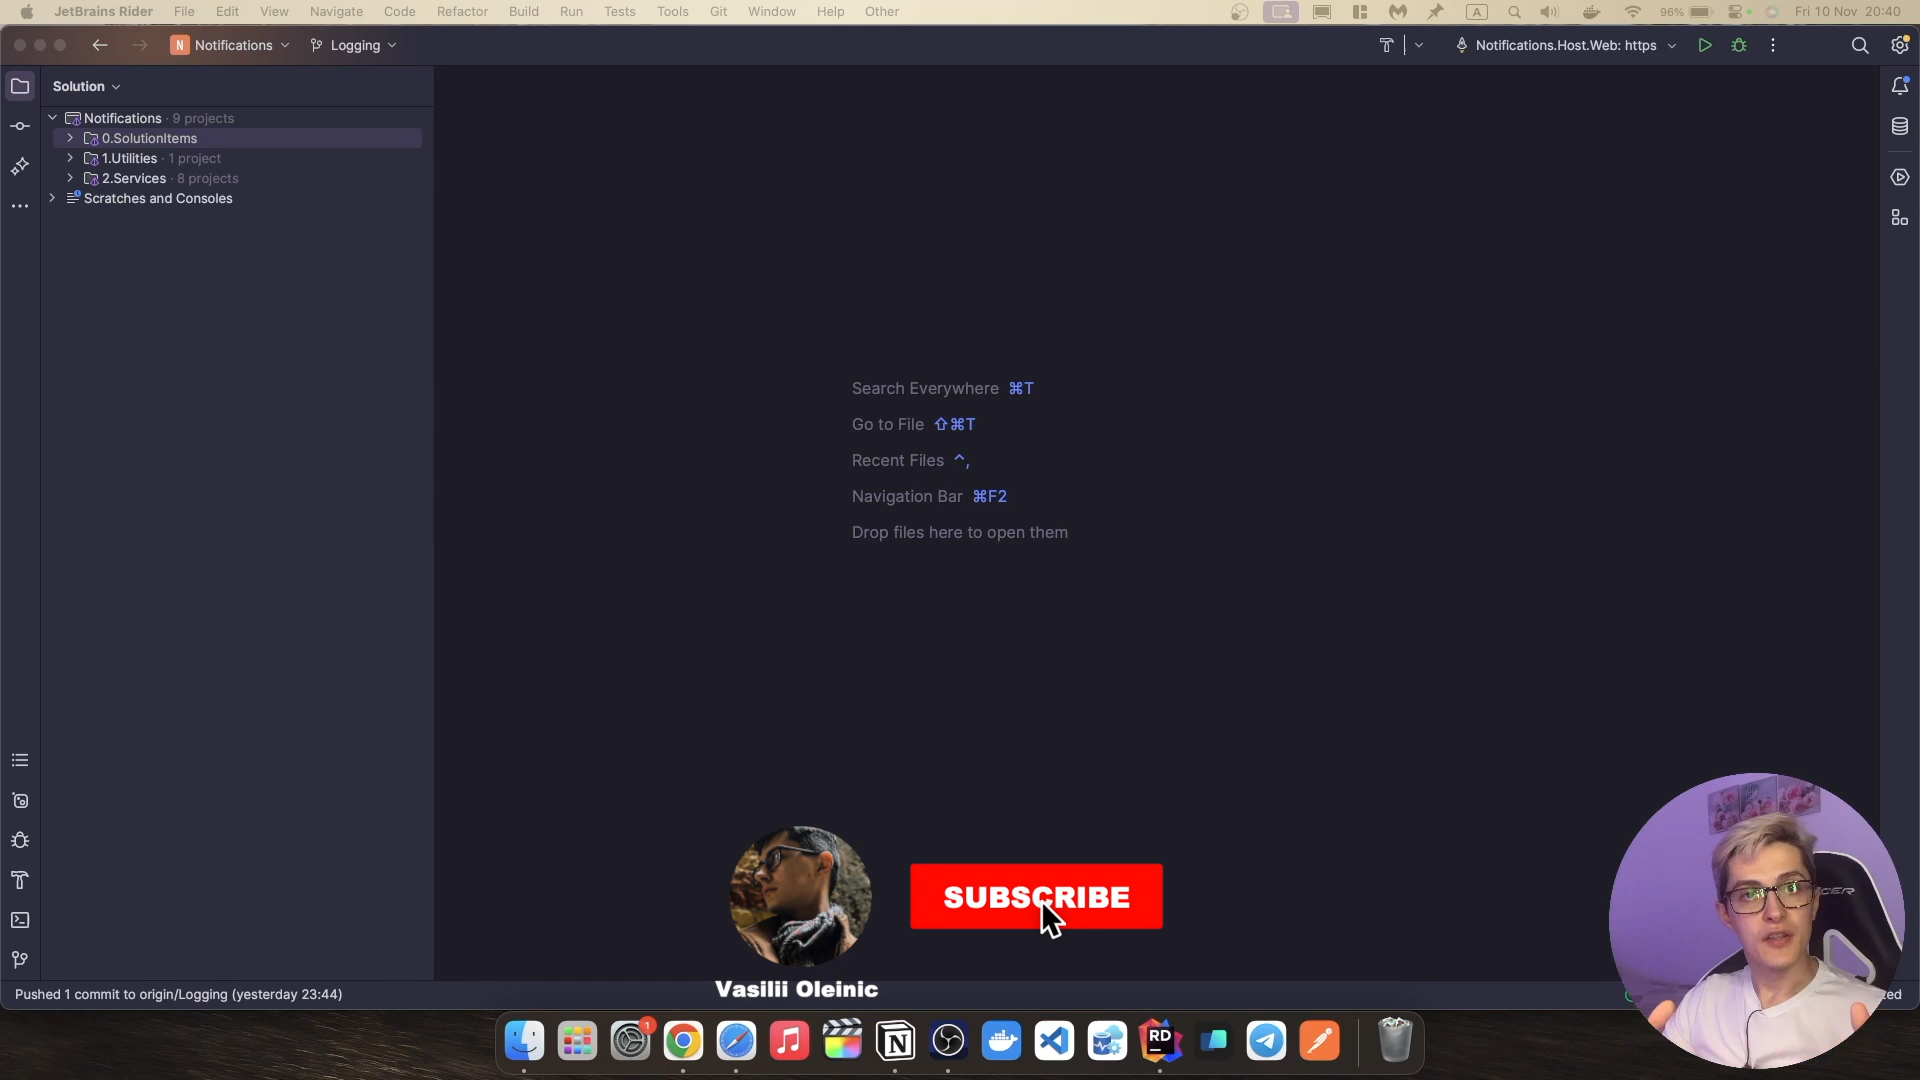 JetBrains Rider File Edit View Navigate Code Refactor Build Run Tests Tools Git Window Help Other A 96% Fri 10 Nov 20:40
N Notifications Logging Notifications.Host.Web: https
Solution
Notifications · 9 projects
0.SolutionItems
1.Utilities · 1 project
2.Services · 8 projects
Scratches and Consoles
Search Everywhere ⌘T
Go to File ⇧⌘T
Recent Files ^,
Navigation Bar ⌘F2
Drop files here to open them
SUBSCRIBE
Vasilii Oleinic
Pushed 1 commit to origin/Logging (yesterday 23:44)
1
RD